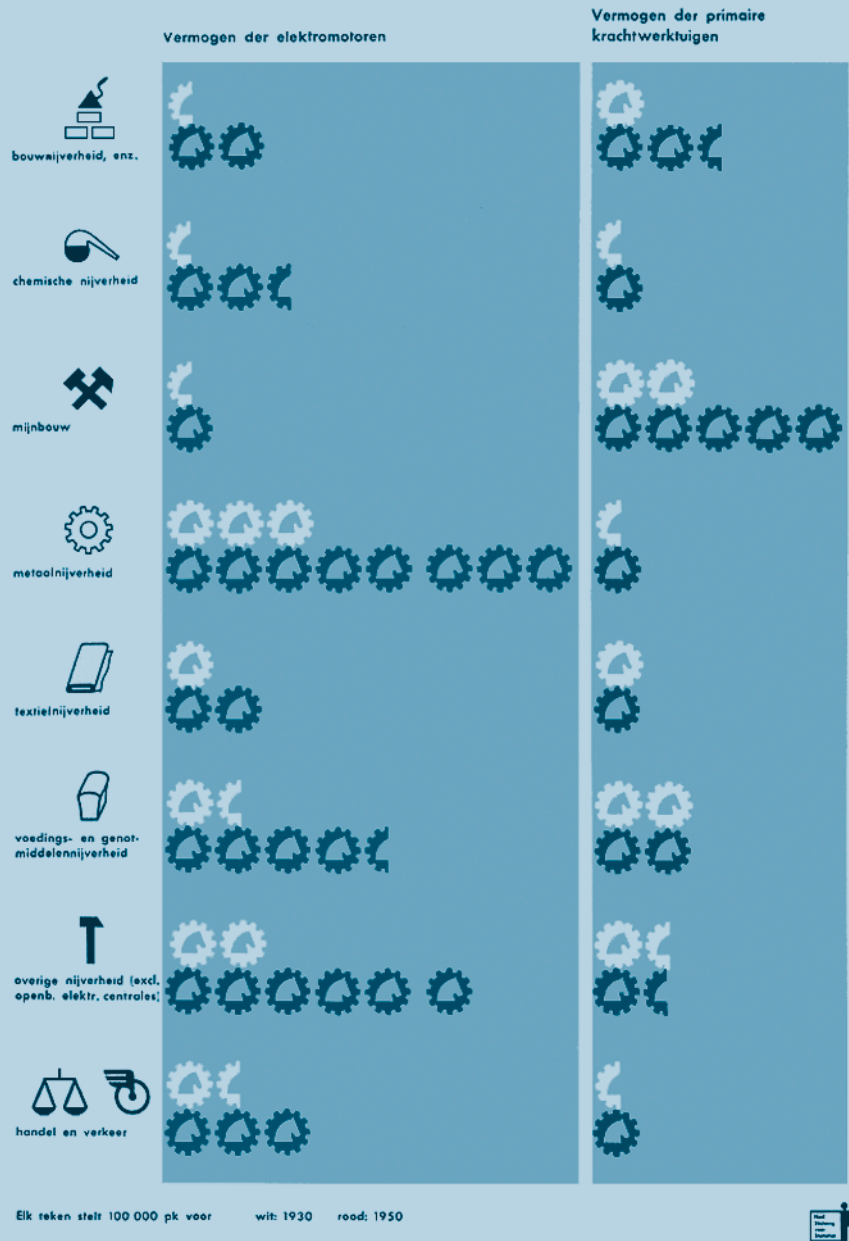 Vermogen der elektromotoren
Vermogen der primaire
krachtwerktuigen
bouwnijverheid, enz.
chemische nijverheid
mijnbouw
metaalnijverheid
textielnijverheid
voedings- en genot-
middelennijverheid
overige nijverheid (excl.
openb. elektr. centrales)
handel en verkeer
Elk teken stelt 100 000 pk voor wit: 1930 rood: 1950